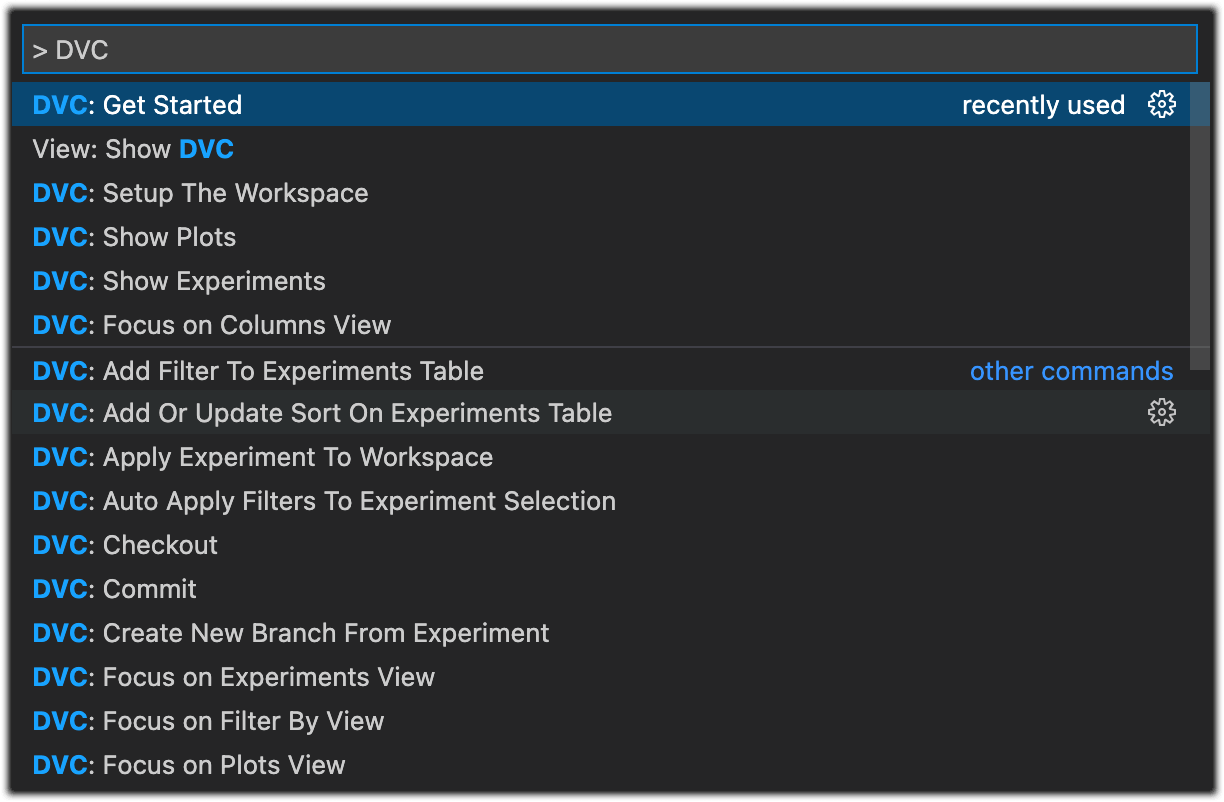 > DVC
DVC: Get Started recently used
View: Show DVC
DVC: Setup The Workspace
DVC: Show Plots
DVC: Show Experiments
DVC: Focus on Columns View
DVC: Add Filter To Experiments Table other commands
DVC: Add Or Update Sort On Experiments Table
DVC: Apply Experiment To Workspace
DVC: Auto Apply Filters To Experiment Selection
DVC: Checkout
DVC: Commit
DVC: Create New Branch From Experiment
DVC: Focus on Experiments View
DVC: Focus on Filter By View
DVC: Focus on Plots View